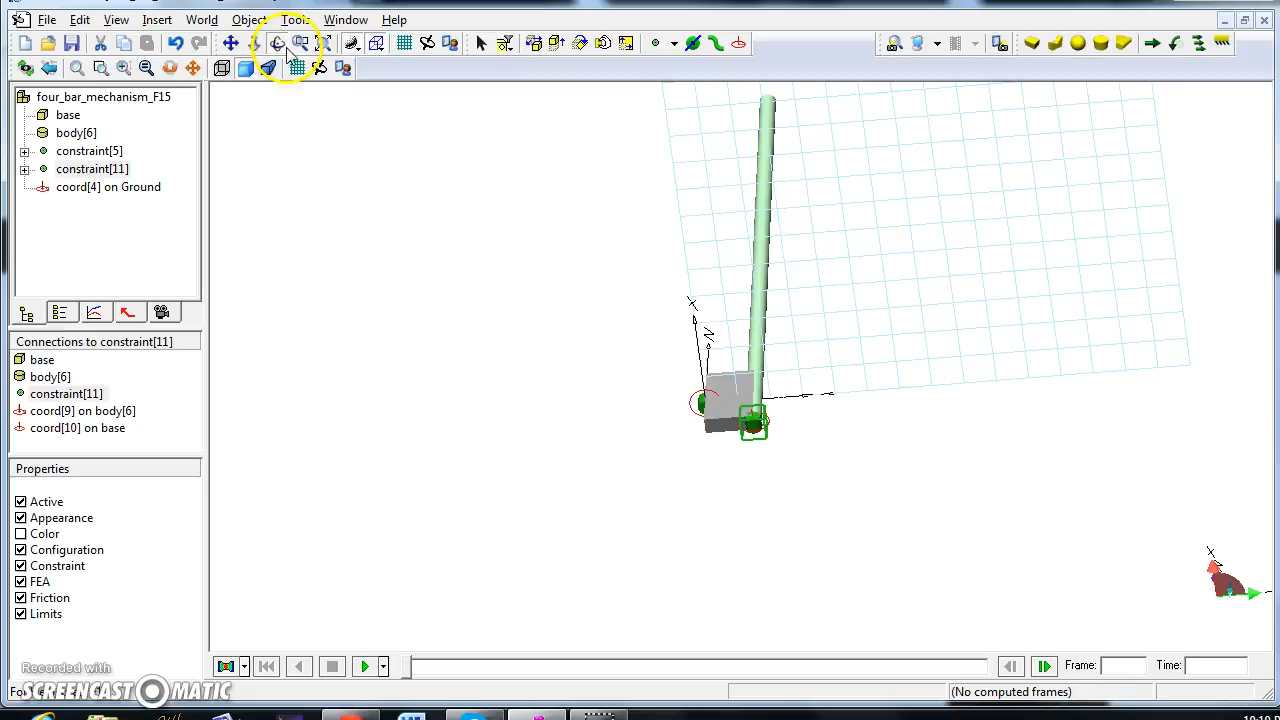 File Edit View Insert World Object Tools Window Help
four_bar_mechanism_F15
base
body[6]
constraint[5]
constraint[11]
coord[4] on Ground
Connections to constraint[11]
base
body[6]
constraint[11]
coord[9] on body[6]
coord[10] on base
Properties
Active
Appearance
Color
Configuration
Constraint
FEA
Friction
Limits
X
Z
X
Frame:
Time:
(No computed frames)
Recorded with
SCREENCAST MATIC